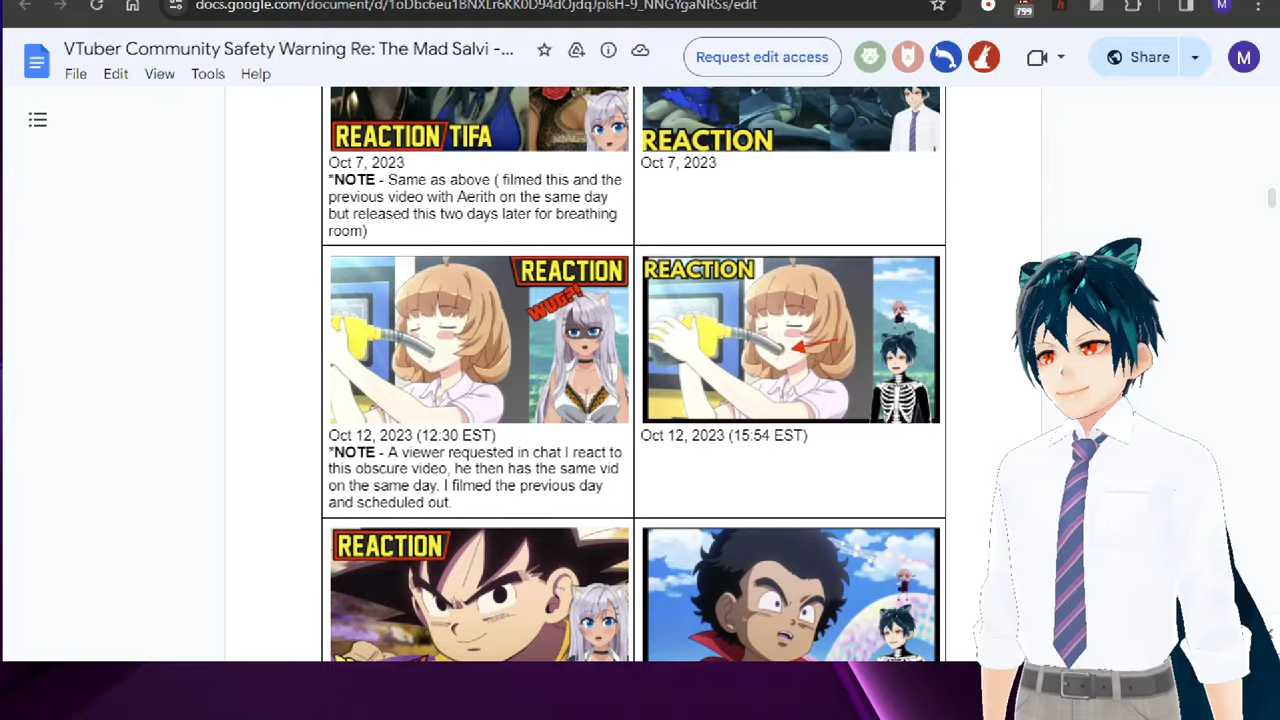 docs.google.com/document/d/1oDbc6eu1BNXLr6KK0D94dOjdq7plsH-9_NNGYgaNRSs/edit
799
M
VTuber Community Safety Warning Re: The Mad Salvi -...
Request edit access
Share
M
File Edit View Tools Help
REACTION TIFA
REACTION
Oct 7, 2023
*NOTE - Same as above ( filmed this and the
previous video with Aerith on the same day
but released this two days later for breathing
room)
Oct 7, 2023
REACTION
WUG?!
REACTION
Oct 12, 2023 (12:30 EST)
*NOTE - A viewer requested in chat I react to
this obscure video, he then has the same vid
on the same day. I filmed the previous day
and scheduled out.
Oct 12, 2023 (15:54 EST)
REACTION